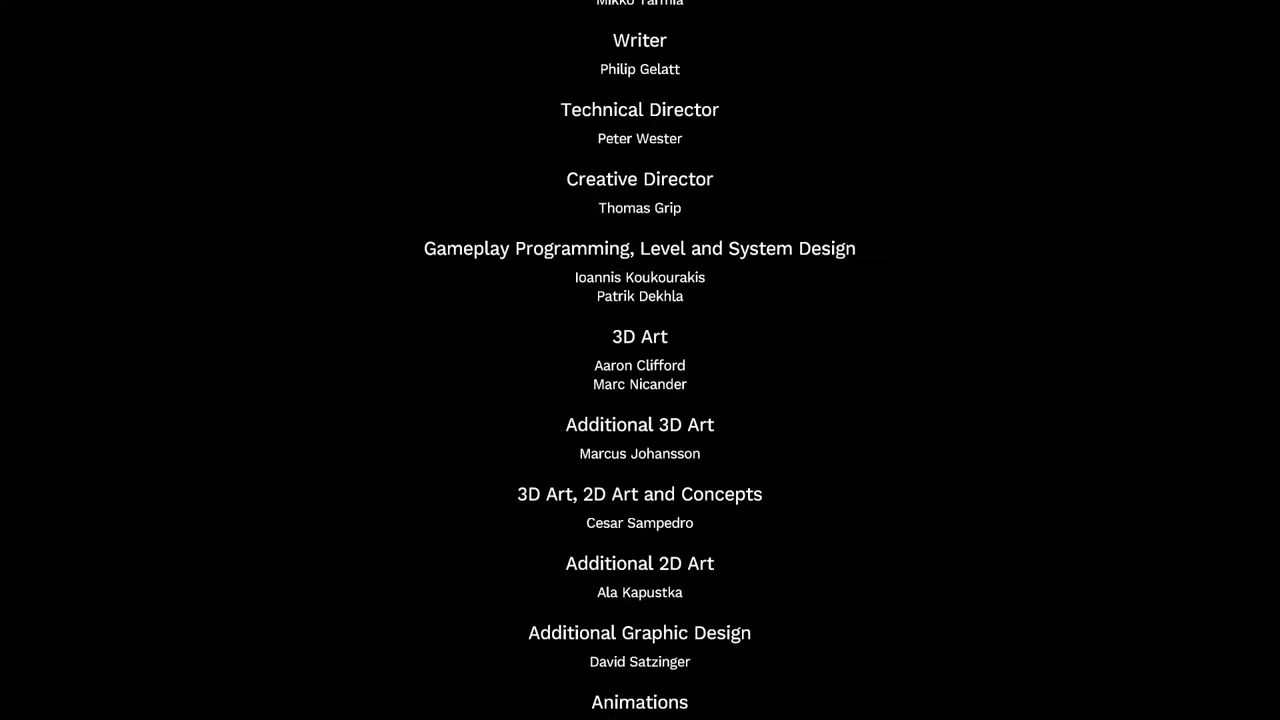 Mikko Tarmia
Writer
Philip Gelatt
Technical Director
Peter Wester
Creative Director
Thomas Grip
Gameplay Programming, Level and System Design
Ioannis Koukourakis
Patrik Dekhla
3D Art
Aaron Clifford
Marc Nicander
Additional 3D Art
Marcus Johansson
3D Art, 2D Art and Concepts
Cesar Sampedro
Additional 2D Art
Ala Kapustka
Additional Graphic Design
David Satzinger
Animations